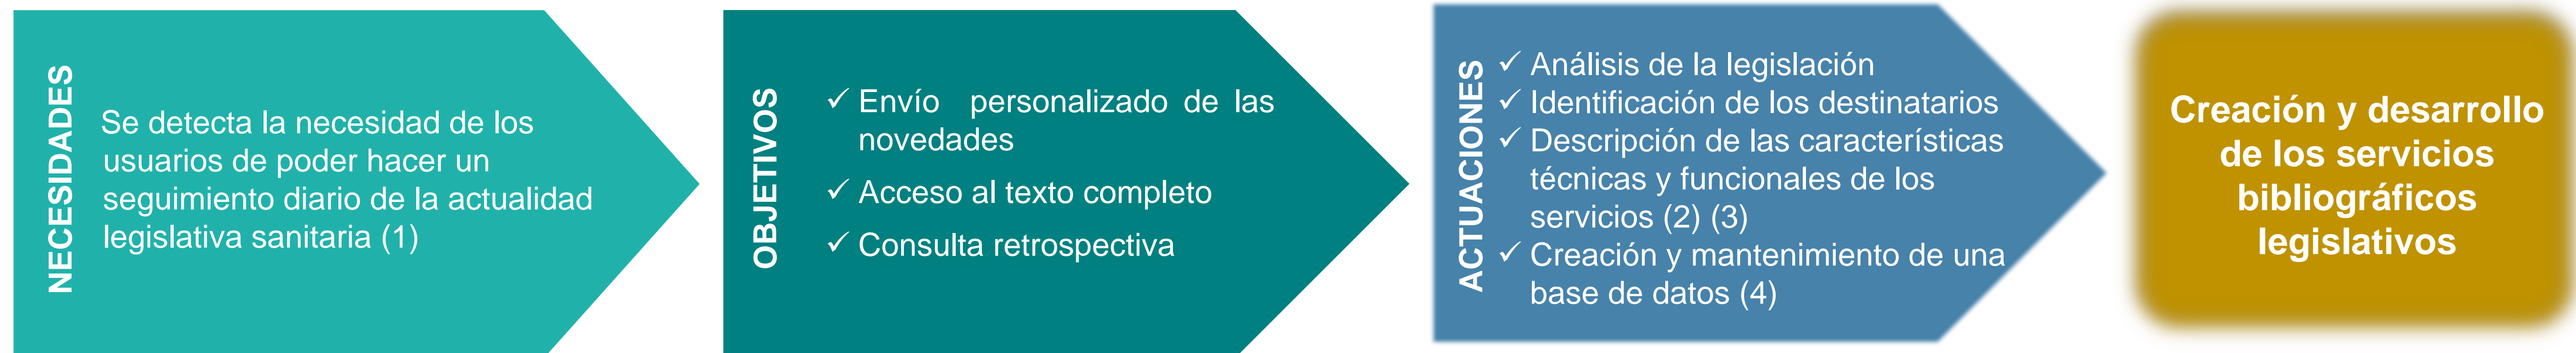 NECESIDADES
Se detecta la necesidad de los
usuarios de poder hacer un
seguimiento diario de la actualidad
legislativa sanitaria (1)
OBJETIVOS
✓ Envío personalizado de las
novedades
✓ Acceso al texto completo
✓ Consulta retrospectiva
ACTUACIONES
✓ Análisis de la legislación
✓ Identificación de los destinatarios
✓ Descripción de las características
técnicas y funcionales de los
servicios (2) (3)
✓ Creación y mantenimiento de una
base de datos (4)
Creación y desarrollo
de los servicios
bibliográficos
legislativos